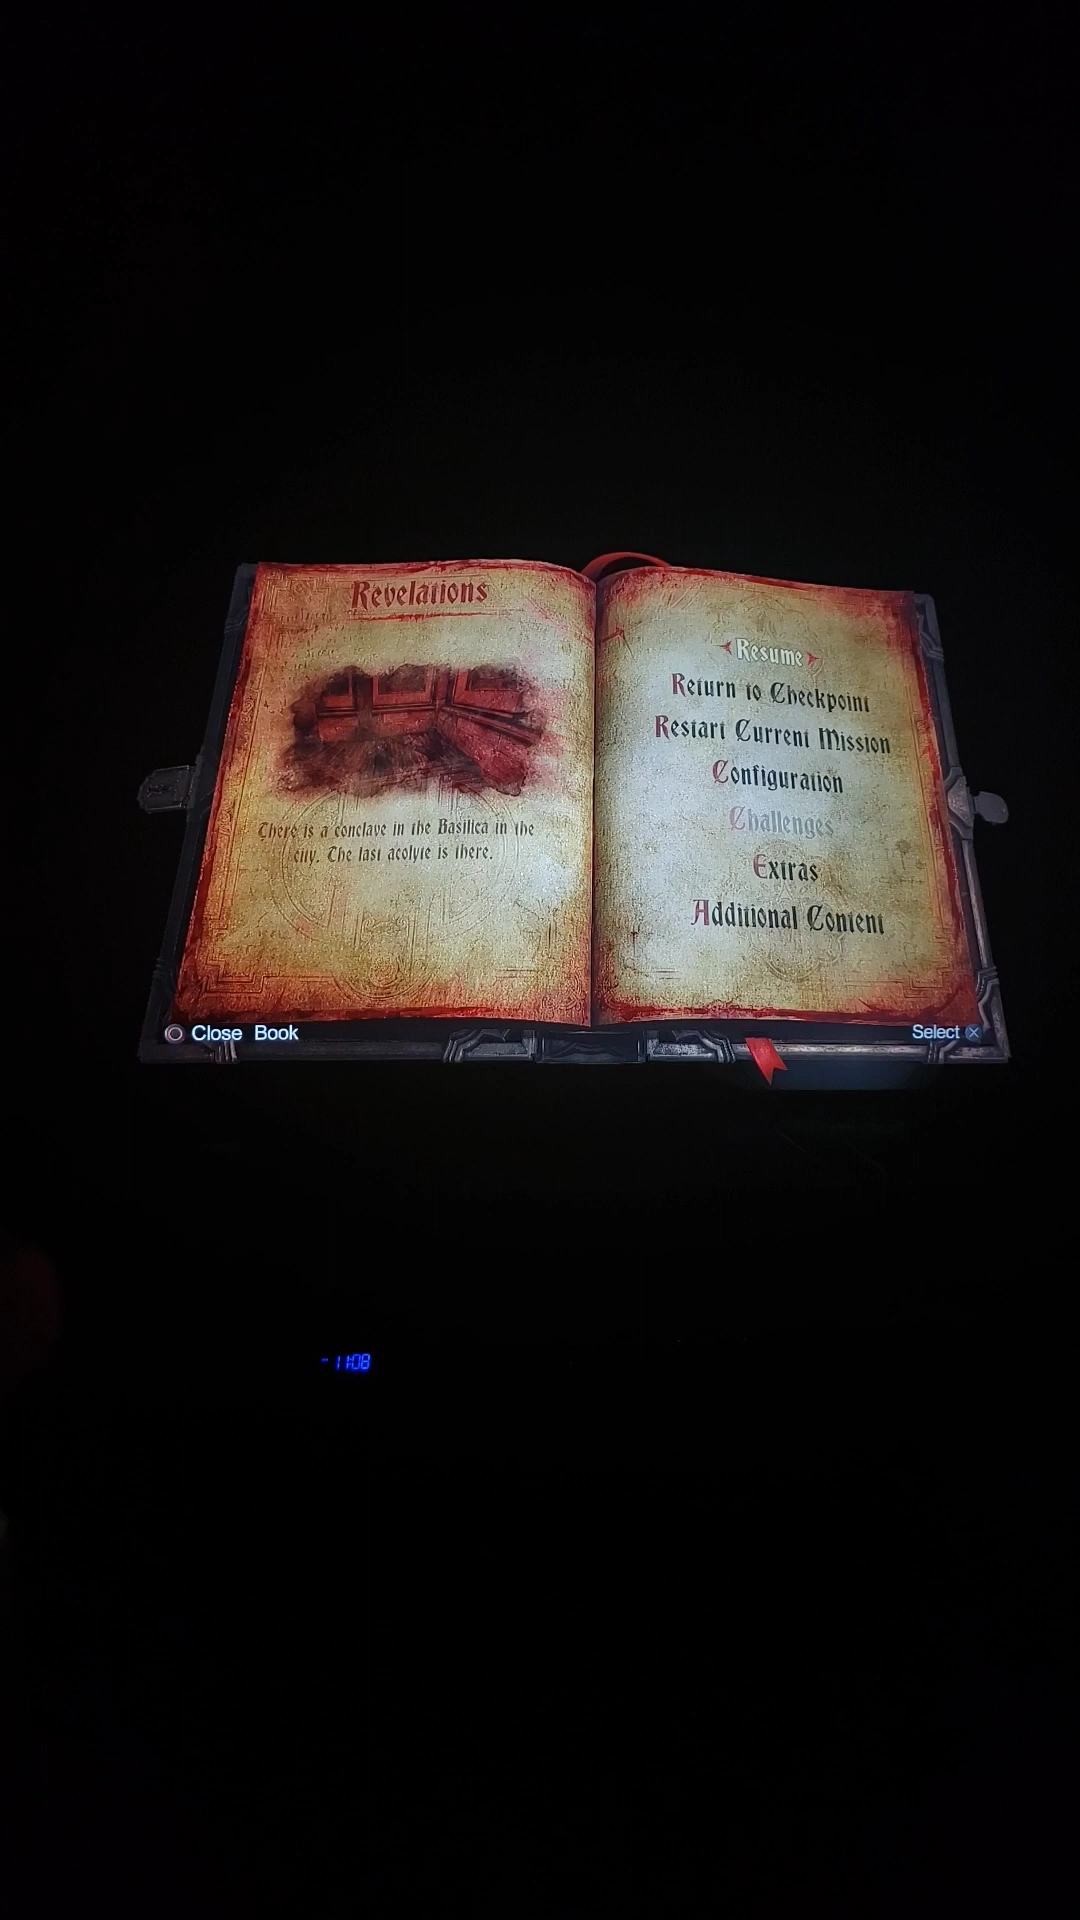 Revelations
There is a conclave in the Basilica in the
city. The last acolyte is there.
Resume
Return to Checkpoint
Restart Current Mission
Configuration
Challenges
Extras
Additional Content
Close Book
Select
11:08